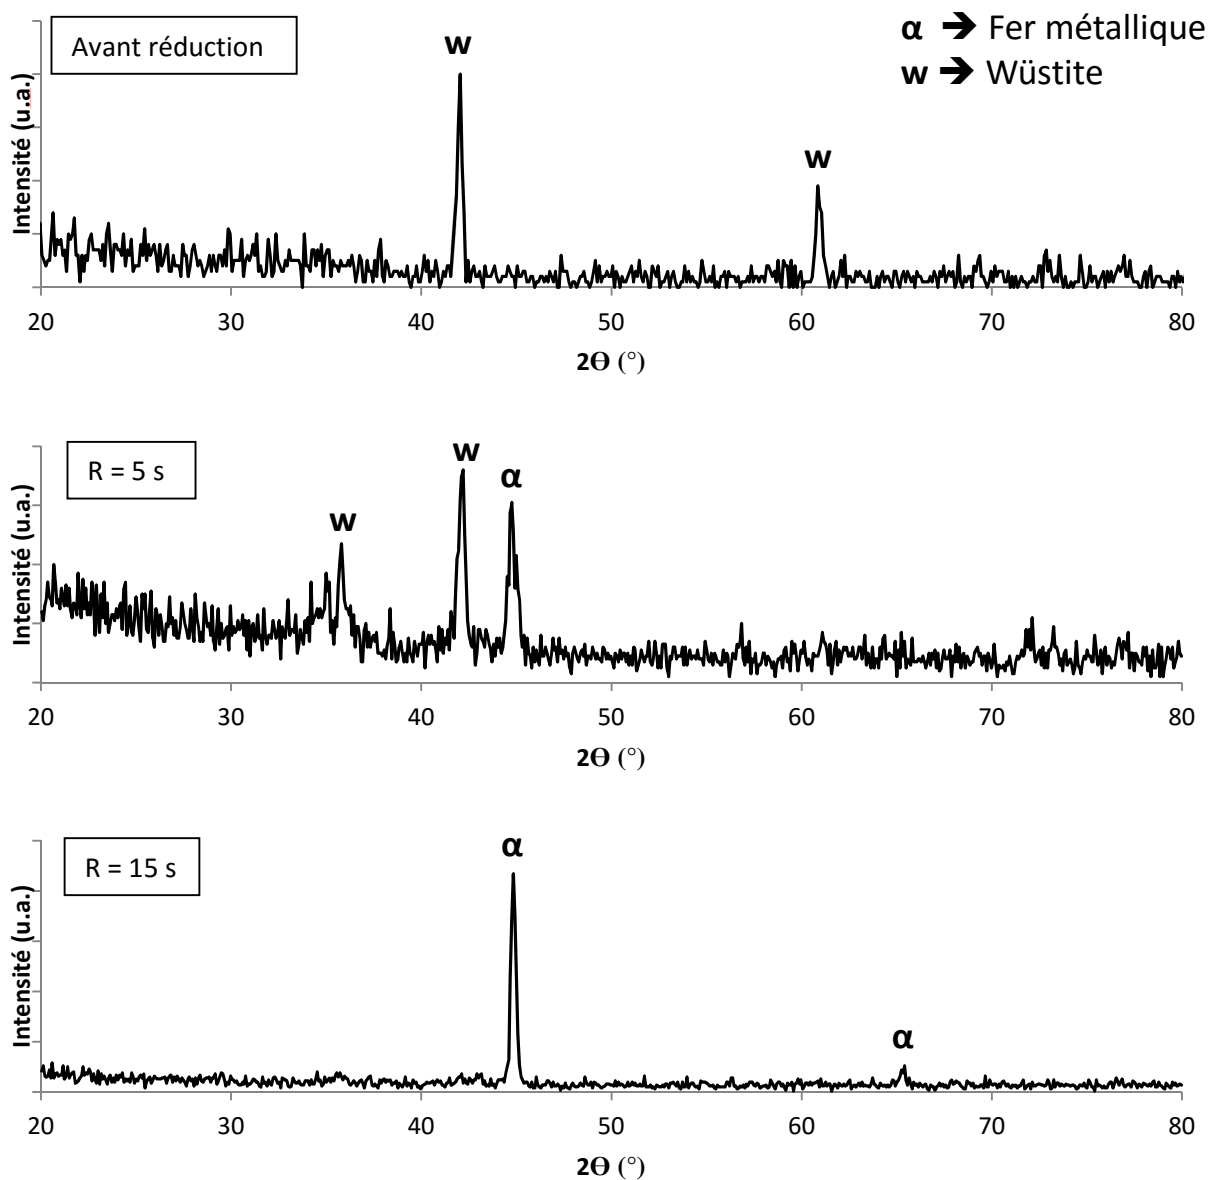 Avant réduction
α ➔ Fer métallique
w ➔ Wüstite
w
w
Intensité (u.a.)
20 30 40 50 60 70 80
2Θ (°)
R = 5 s
w
w
α
Intensité (u.a.)
20 30 40 50 60 70 80
2Θ (°)
R = 15 s
α
α
Intensité (u.a.)
20 30 40 50 60 70 80
2Θ (°)